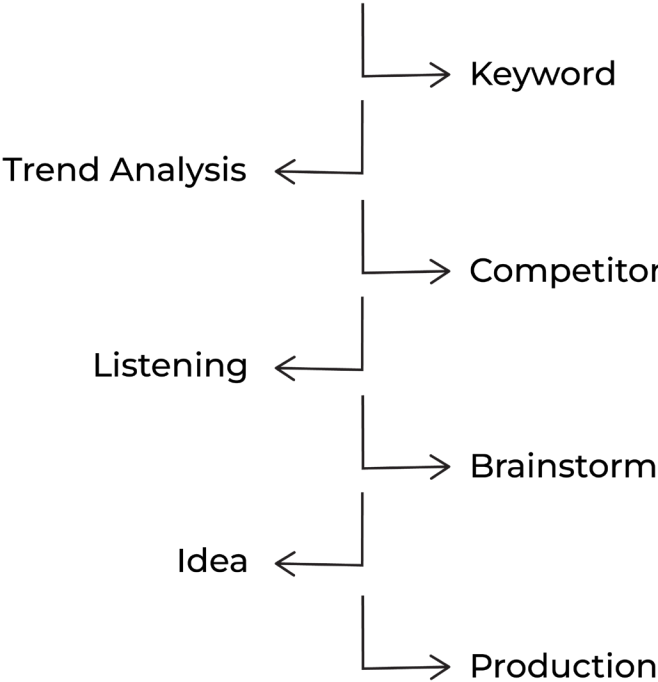 Keyword
Trend Analysis
Competitor
Listening
Brainstorm
Idea
Production